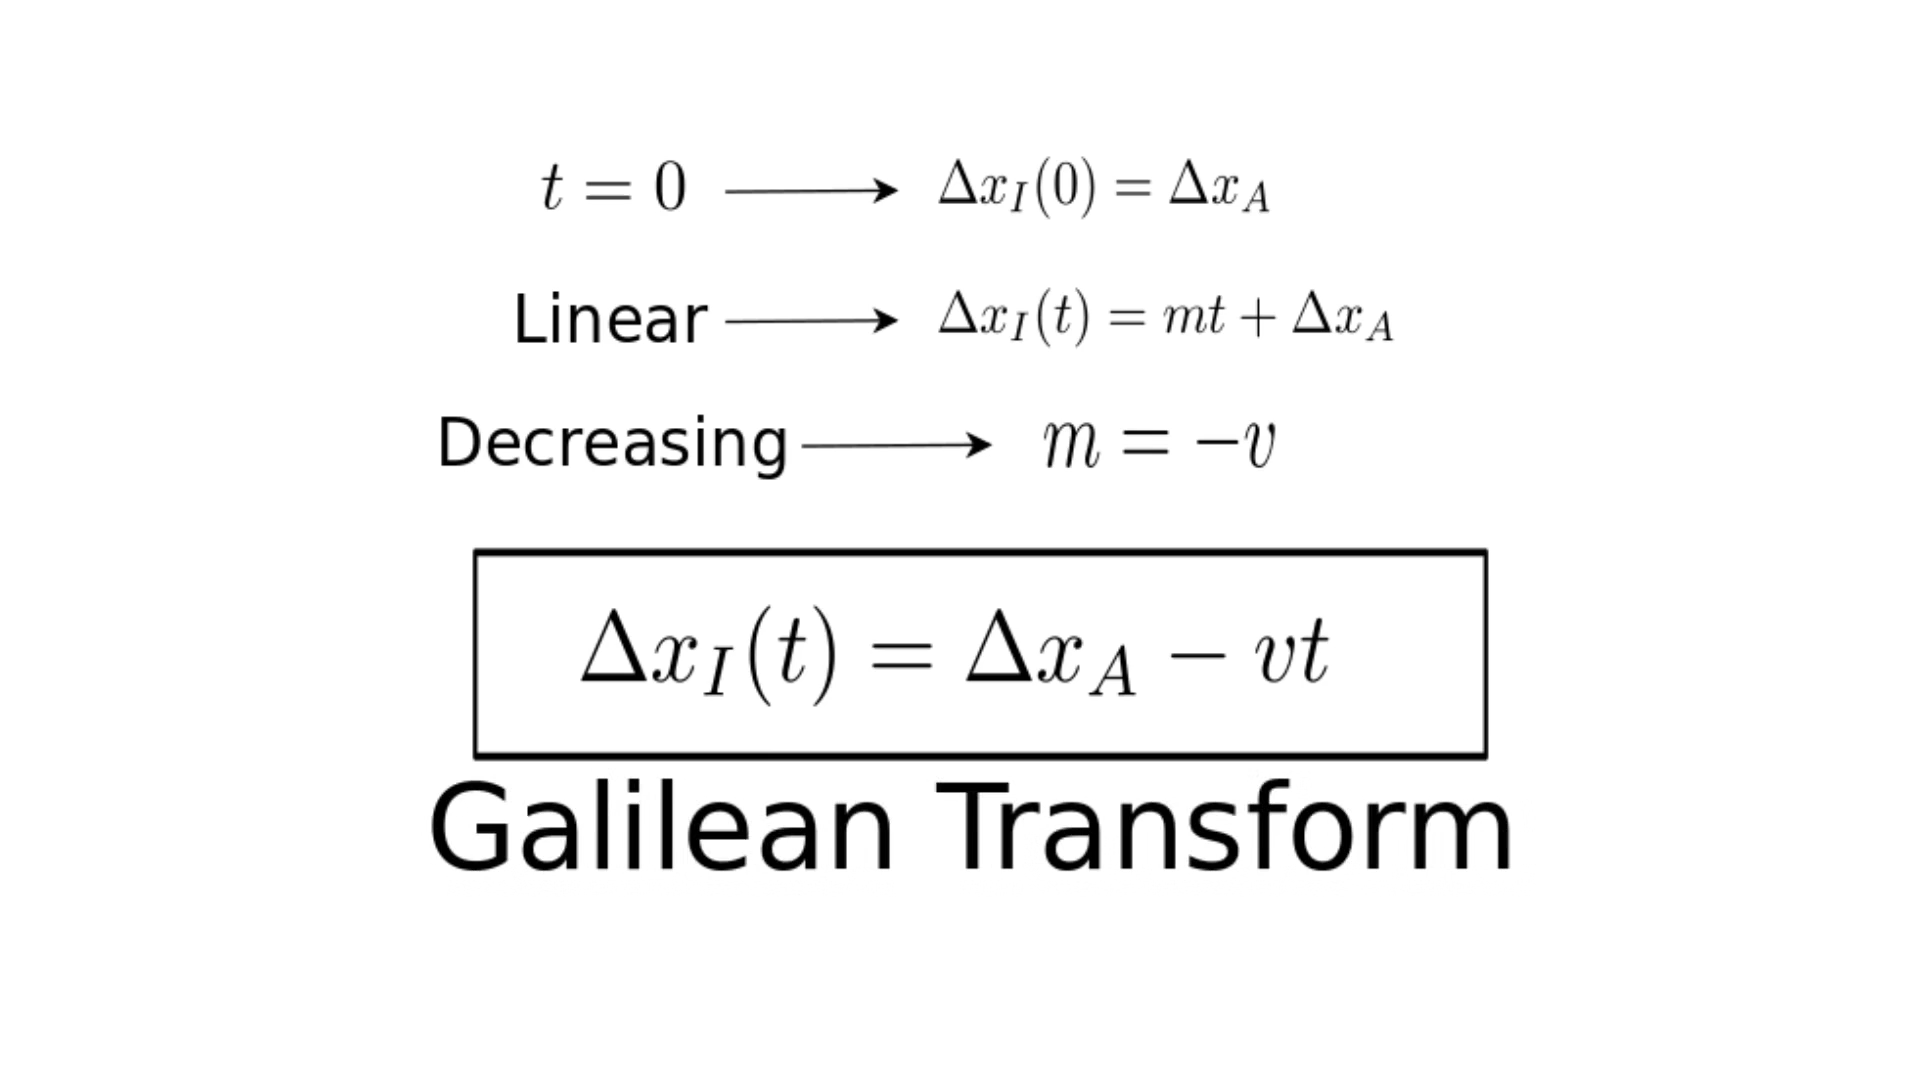 t = 0 ⟶ Δx_I(0) = Δx_A
Linear ⟶ Δx_I(t) = mt + Δx_A
Decreasing ⟶ m = −v
Δx_I(t) = Δx_A − vt
Galilean Transform